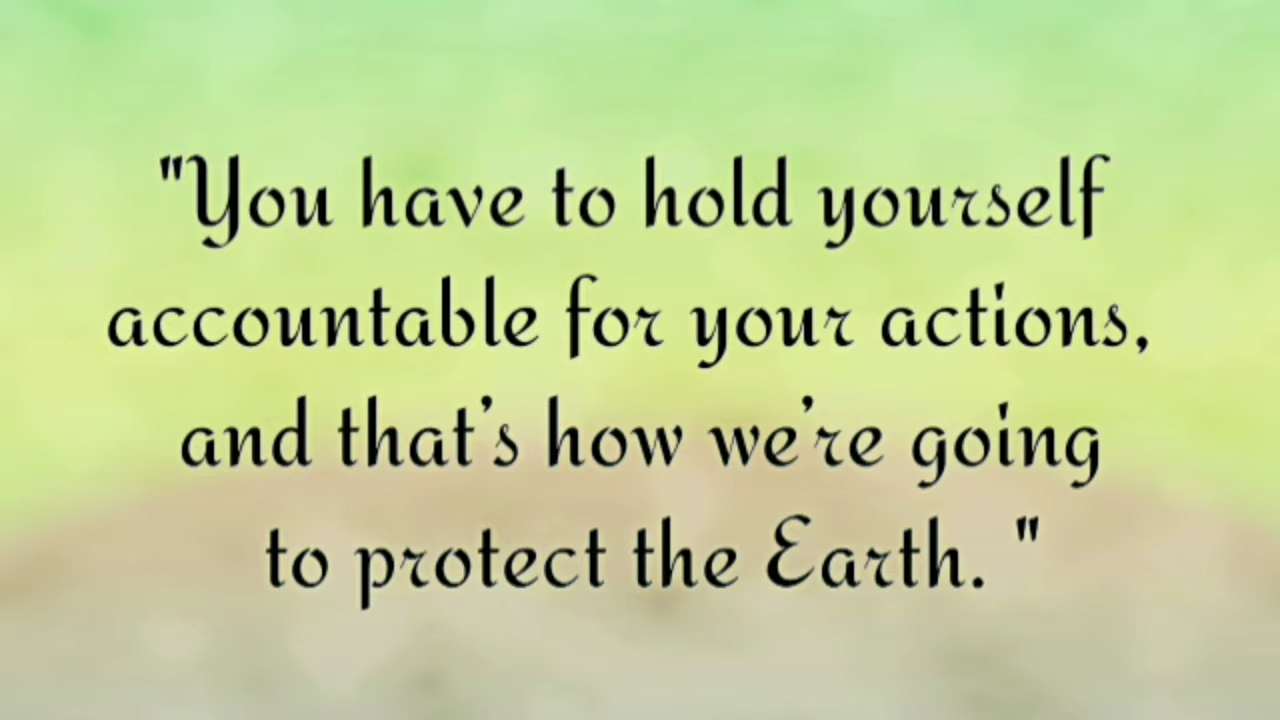 "You have to hold yourself
accountable for your actions,
and that's how we're going
to protect the Earth. "